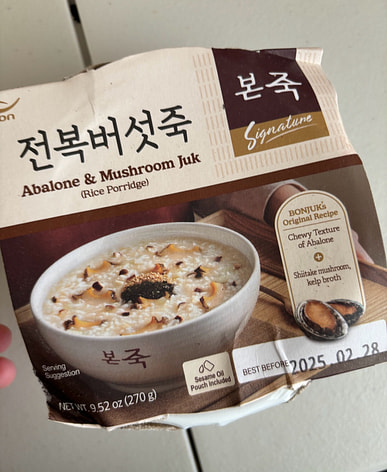 전복버섯죽
Abalone & Mushroom Juk
(Rice Porridge)
본죽
Signature
BONJUK's
Original Recipe
Chewy Texture
of Abalone
+
Shiitake mushroom,
kelp broth
본죽
Serving
Suggestion
Sesame Oil
Pouch Included
BEST BEFORE 2025. 02. 28
NET WT. 9.52 oz (270 g)